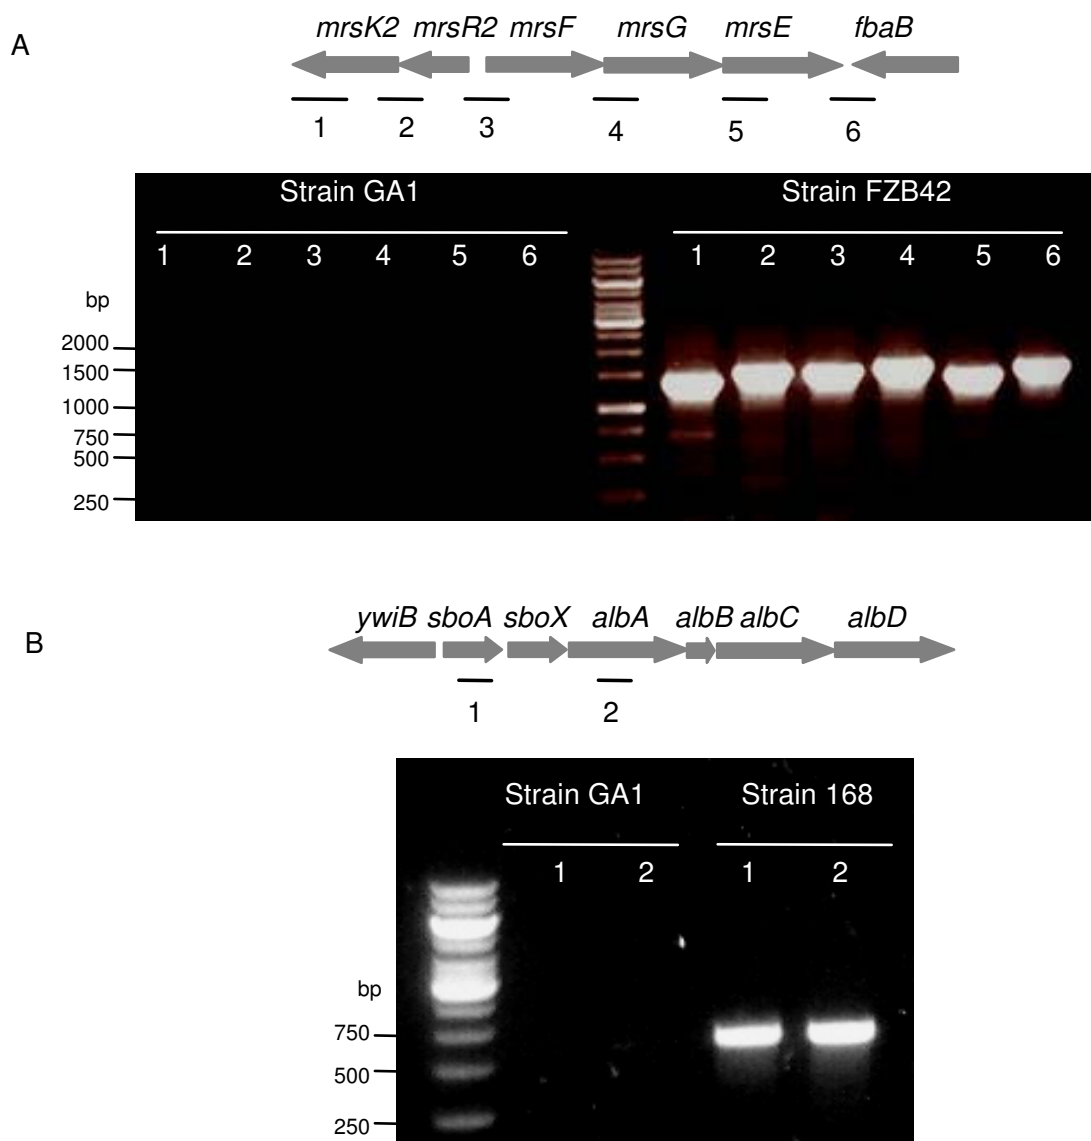 A
mrsK2 mrsR2 mrsF mrsG mrsE fbaB
1 2 3 4 5 6
Strain GA1 Strain FZB42
1 2 3 4 5 6 1 2 3 4 5 6
bp
2000
1500
1000
750
500
250
B
ywiB sboA sboX albA albB albC albD
1 2
Strain GA1 Strain 168
1 2 1 2
bp
750
500
250